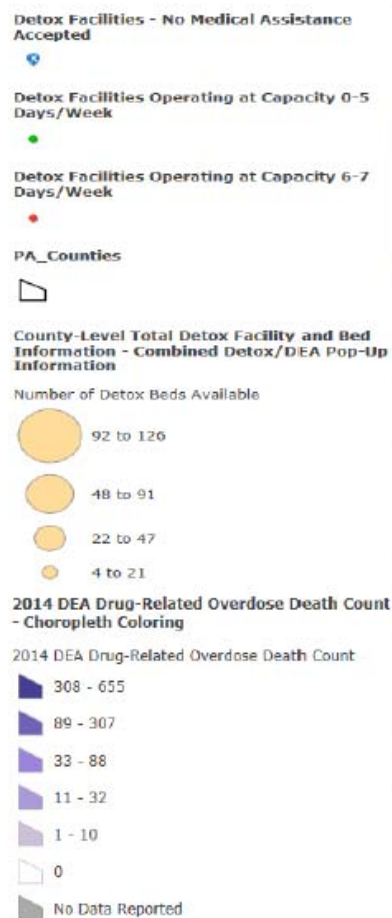 Detox Facilities - No Medical Assistance
Accepted
Detox Facilities Operating at Capacity 0-5
Days/Week
Detox Facilities Operating at Capacity 6-7
Days/Week
PA_Counties
County-Level Total Detox Facility and Bed
Information - Combined Detox/DEA Pop-Up
Information
Number of Detox Beds Available
92 to 126
48 to 91
22 to 47
4 to 21
2014 DEA Drug-Related Overdose Death Count
- Choropleth Coloring
2014 DEA Drug-Related Overdose Death Count
308 - 655
89 - 307
33 - 88
11 - 32
1 - 10
0
No Data Reported